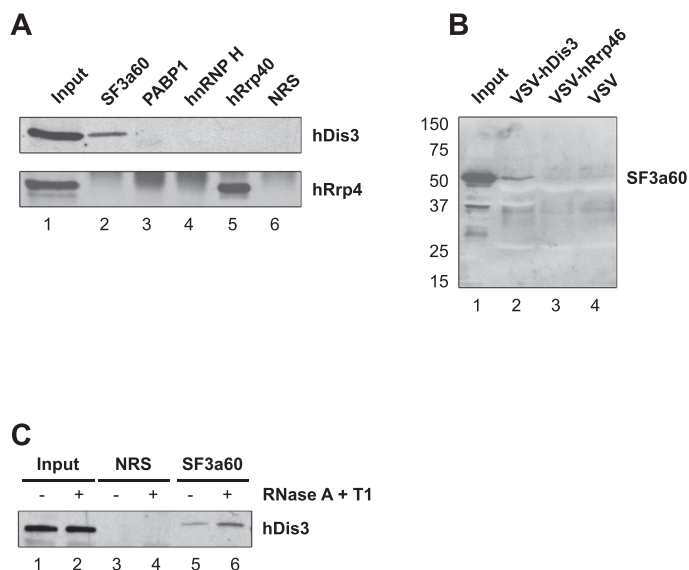 A
Input SF3a60 PABP1 hnRNP H hRrp40 NRS
hDis3
hRrp4
1 2 3 4 5 6
B
Input VSV-hDis3 VSV-hRrp46 VSV
150
75
50
37
25
15
SF3a60
1 2 3 4
C
Input NRS SF3a60
- + - + - + RNase A + T1
hDis3
1 2 3 4 5 6